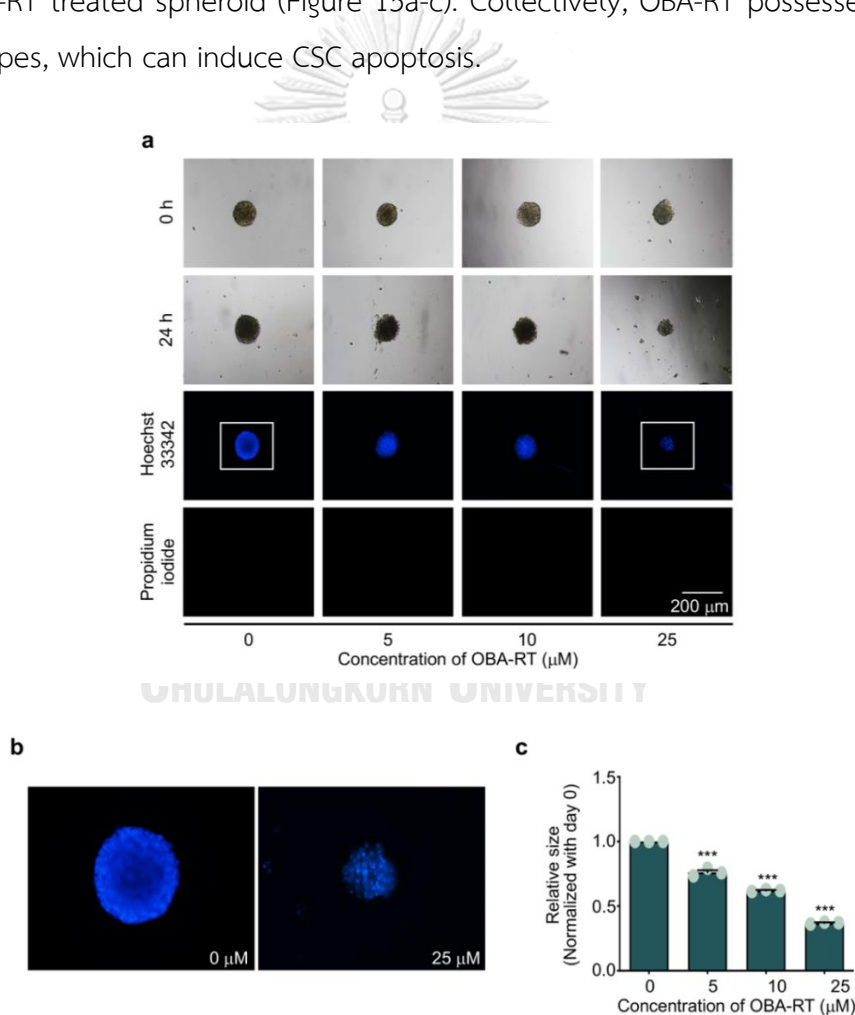 -RT treated spheroid (Figure 15a-c). Collectively, OBA-RT possesse
pes, which can induce CSC apoptosis.
a
0 h
24 h
Hoechst
33342
Propidium
iodide
200 μm
0 5 10 25
Concentration of OBA-RT (μM)
CHULALONGKORN UNIVERSITY
b
0 μM
25 μM
c
Relative size
(Normalized with day 0)
1.5
1.0
0.5
0.0
***
***
***
0 5 10 25
Concentration of OBA-RT (μM)